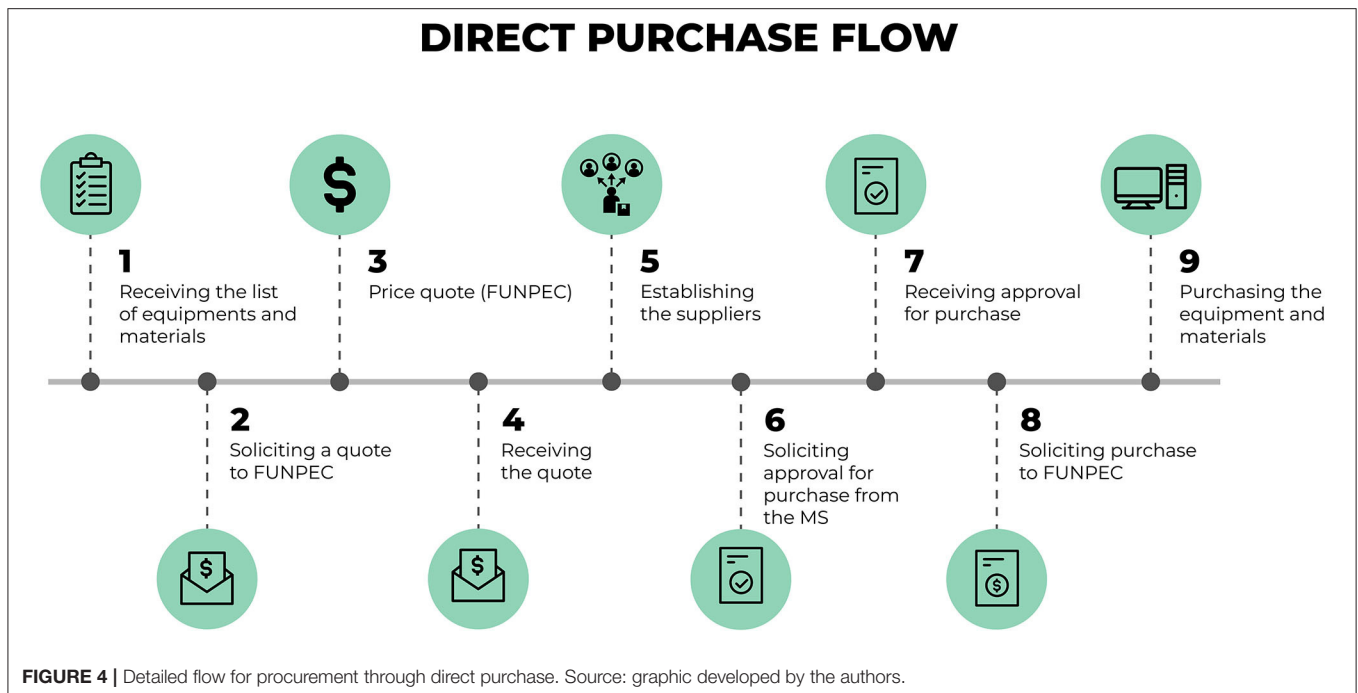 DIRECT PURCHASE FLOW
1
Receiving the list
of equipments and
materials
2
Soliciting a quote
to FUNPEC
3
Price quote (FUNPEC)
4
Receiving
the quote
5
Establishing
the suppliers
6
Soliciting
approval for
purchase from
the MS
7
Receiving approval
for purchase
8
Soliciting purchase
to FUNPEC
9
Purchasing the
equipment and
materials
FIGURE 4 | Detailed flow for procurement through direct purchase. Source: graphic developed by the authors.